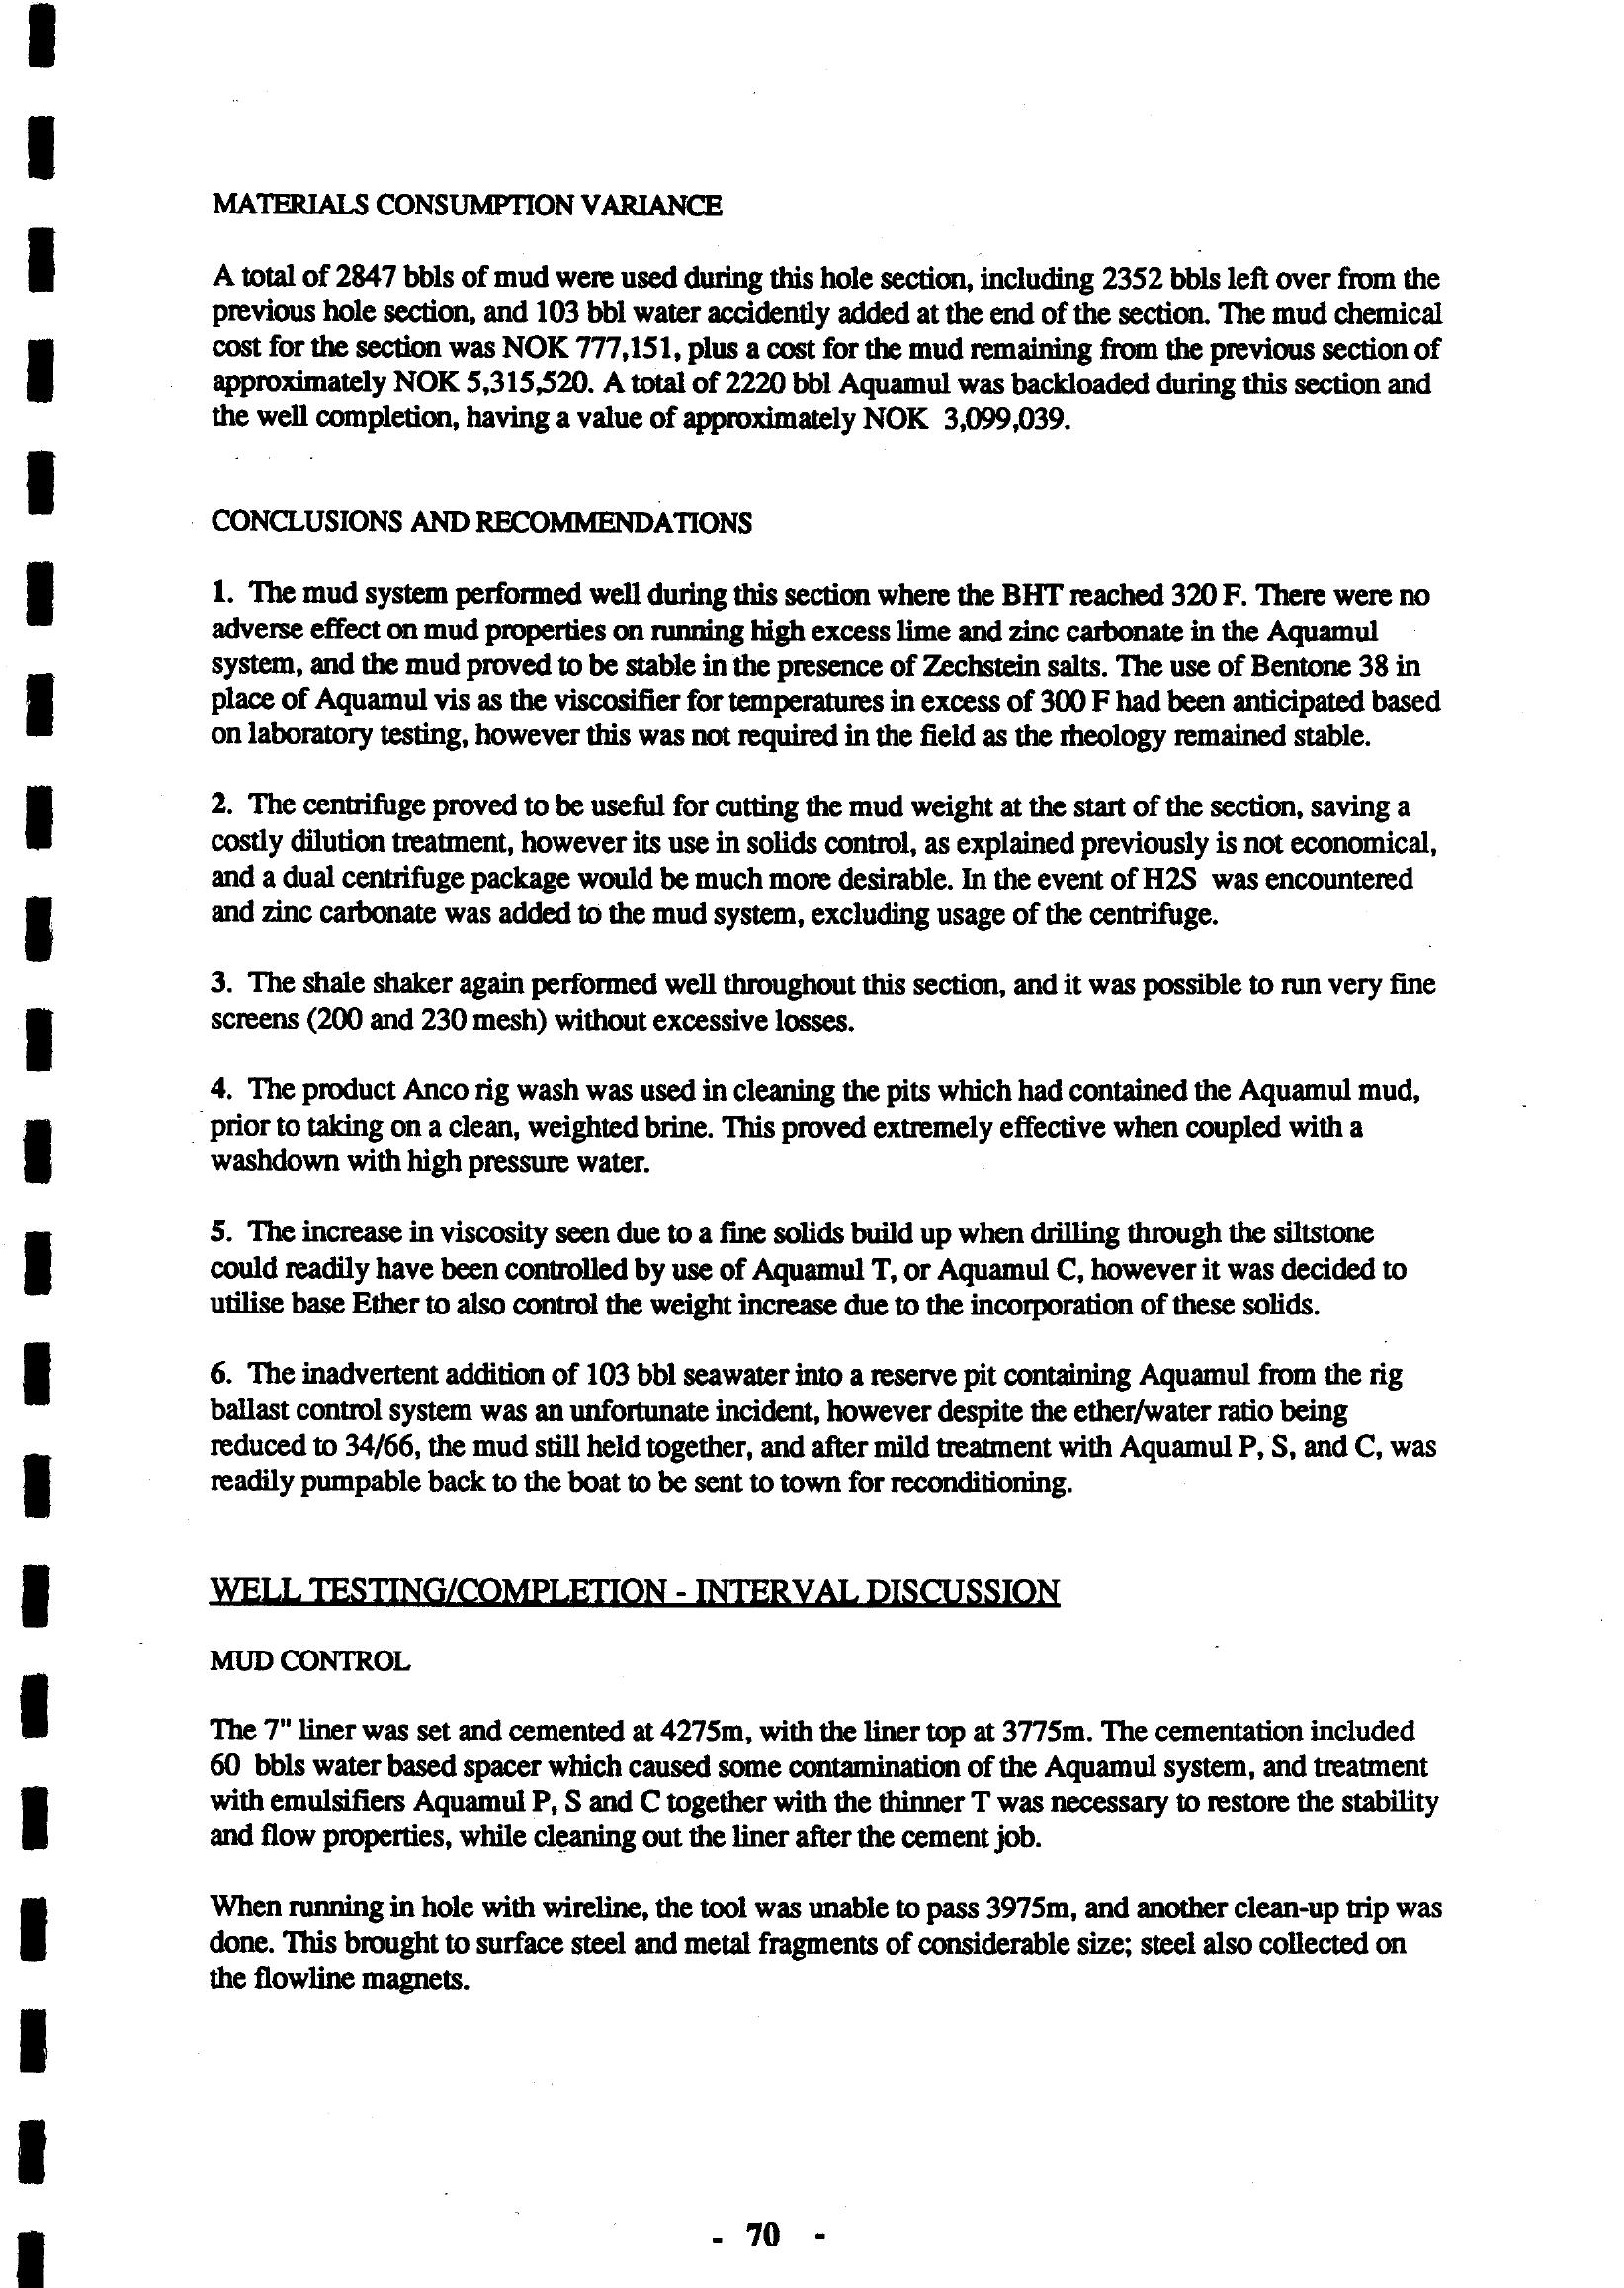 MATERIALS CONSUMPTION VARIANCE
A total of 2847 bbls of mud were used during this hole section, including 2352 bbls left over from the
previous hole section, and 103 bbl water accidently added at the end of the section. The mud chemical
cost for the section was NOK 777,151, plus a cost for the mud remaining from the previous section of
approximately NOK 5,315,520. A total of 2220 bbl Aquamul was backloaded during this section and
the well completion, having a value of approximately NOK 3,099,039.
CONCLUSIONS AND RECOMMENDATIONS
1. The mud system performed well during this section where the BHT reached 320 F. There were no
adverse effect on mud properties on running high excess lime and zinc carbonate in the Aquamul
system, and the mud proved to be stable in the presence of Zechstein salts. The use of Bentone 38 in
place of Aquamul vis as the viscosifier for temperatures in excess of 300 F had been anticipated based
on laboratory testing, however this was not required in the field as the rheology remained stable.
2. The centrifuge proved to be useful for cutting the mud weight at the start of the section, saving a
costly dilution treatment, however its use in solids control, as explained previously is not economical,
and a dual centrifuge package would be much more desirable. In the event of H2S was encountered
and zinc carbonate was added to the mud system, excluding usage of the centrifuge.
3. The shale shaker again performed well throughout this section, and it was possible to run very fine
screens (200 and 230 mesh) without excessive losses.
4. The product Anco rig wash was used in cleaning the pits which had contained the Aquamul mud,
prior to taking on a clean, weighted brine. This proved extremely effective when coupled with a
washdown with high pressure water.
5. The increase in viscosity seen due to a fine solids build up when drilling through the siltstone
could readily have been controlled by use of Aquamul T, or Aquamul C, however it was decided to
utilise base Ether to also control the weight increase due to the incorporation of these solids.
6. The inadvertent addition of 103 bbl seawater into a reserve pit containing Aquamul from the rig
ballast control system was an unfortunate incident, however despite the ether/water ratio being
reduced to 34/66, the mud still held together, and after mild treatment with Aquamul P, S, and C, was
readily pumpable back to the boat to be sent to town for reconditioning.
WELL TESTING/COMPLETION - INTERVAL DISCUSSION
MUD CONTROL
The 7" liner was set and cemented at 4275m, with the liner top at 3775m. The cementation included
60 bbls water based spacer which caused some contamination of the Aquamul system, and treatment
with emulsifiers Aquamul P, S and C together with the thinner T was necessary to restore the stability
and flow properties, while cleaning out the liner after the cement job.
When running in hole with wireline, the tool was unable to pass 3975m, and another clean-up trip was
done. This brought to surface steel and metal fragments of considerable size; steel also collected on
the flowline magnets.
- 70 -